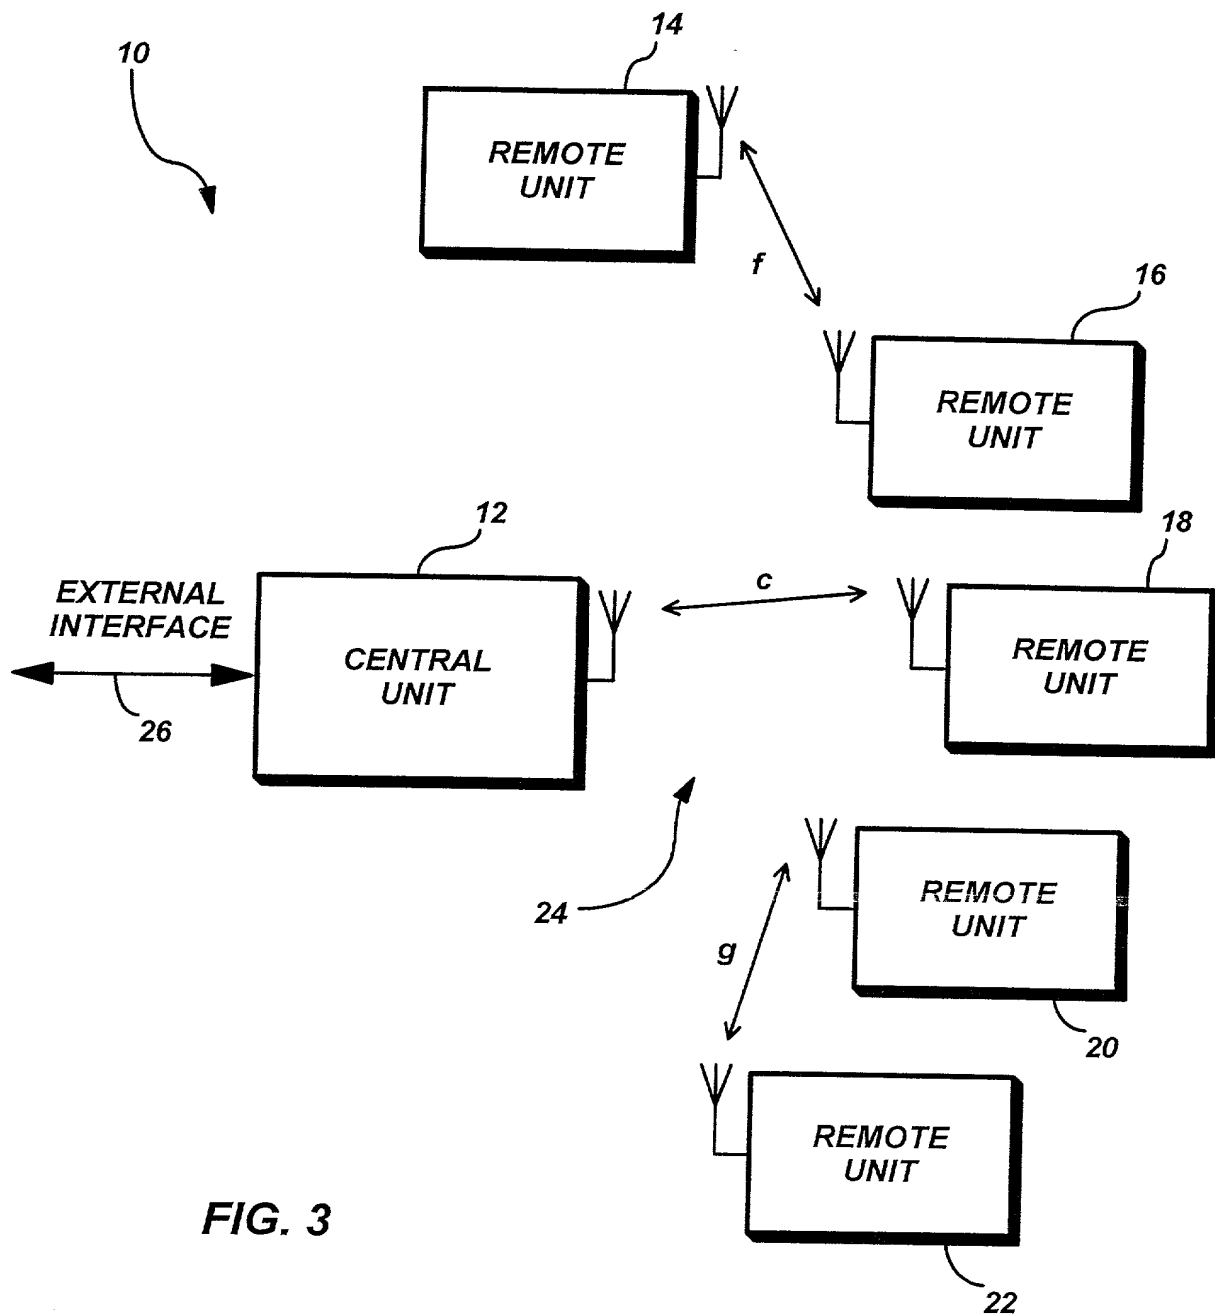 14
10
REMOTE
UNIT
f
16
REMOTE
UNIT
12
18
EXTERNAL
INTERFACE
c
CENTRAL
UNIT
REMOTE
UNIT
26
24
REMOTE
UNIT
g
20
REMOTE
UNIT
FIG. 3
22